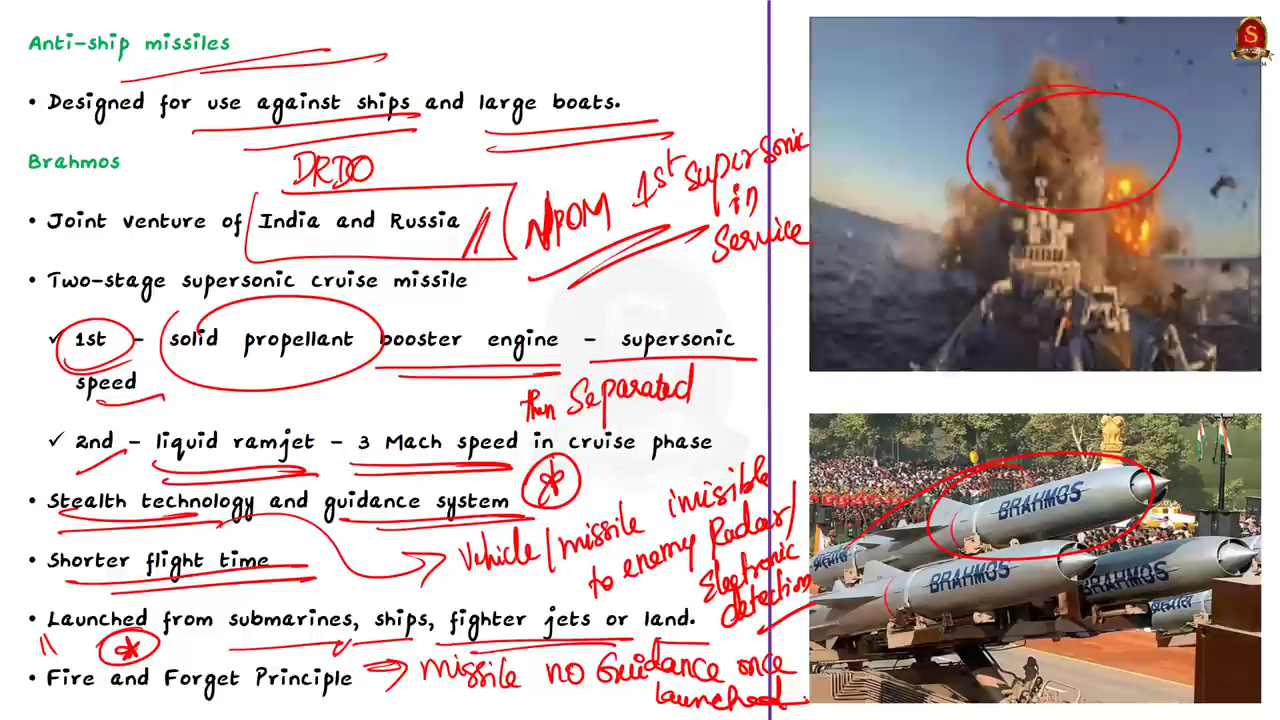 Anti-ship missiles
• Designed for use against ships and large boats.
Brahmos
DRDO
• Joint venture of India and Russia
NPOM
1st supersonic
in
service
• Two-stage supersonic cruise missile
✓ 1st - solid propellant booster engine - supersonic
speed
then separated
✓ 2nd - liquid ramjet - 3 Mach speed in cruise phase
• Stealth technology and guidance system
Vehicle/missile invisible
to enemy Radar/
Electronic
detection
• Shorter flight time
• Launched from submarines, ships, fighter jets or land.
• Fire and Forget Principle
missile no Guidance once
launched
S
BRAHMOS
BRAHMOS
BRAHMOS